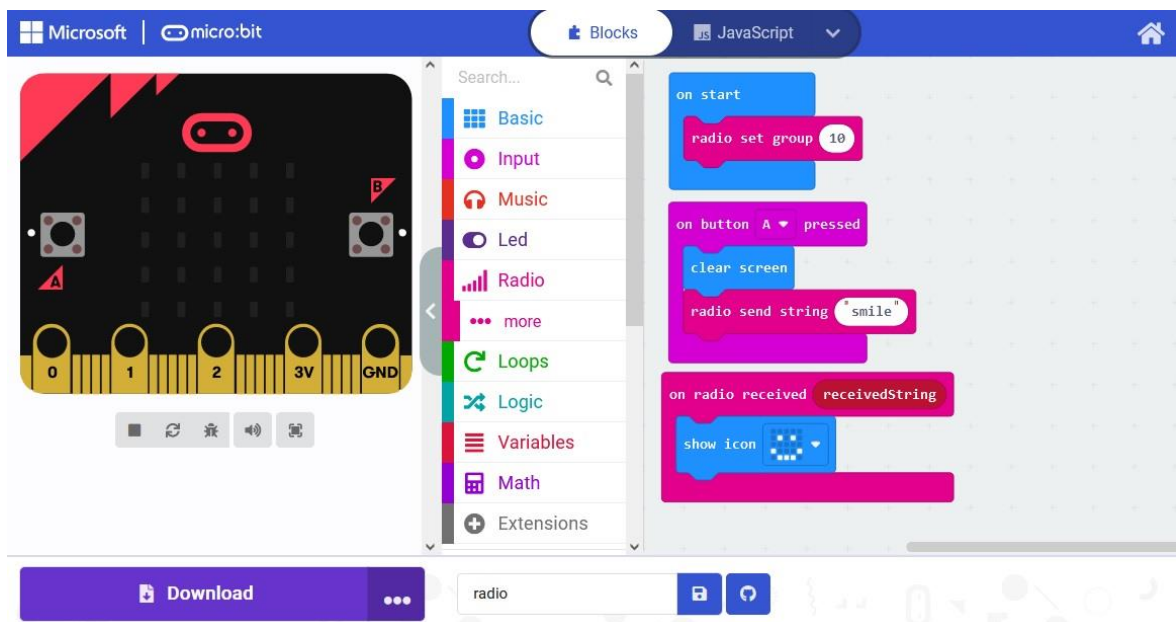 Microsoft micro:bit
Blocks
JS JavaScript
B
A
0 1 2 3V GND
Search...
Basic
Input
Music
Led
Radio
more
Loops
Logic
Variables
Math
Extensions
on start
radio set group 10
on button A pressed
clear screen
radio send string "smile"
on radio received receivedString
show icon
Download
radio